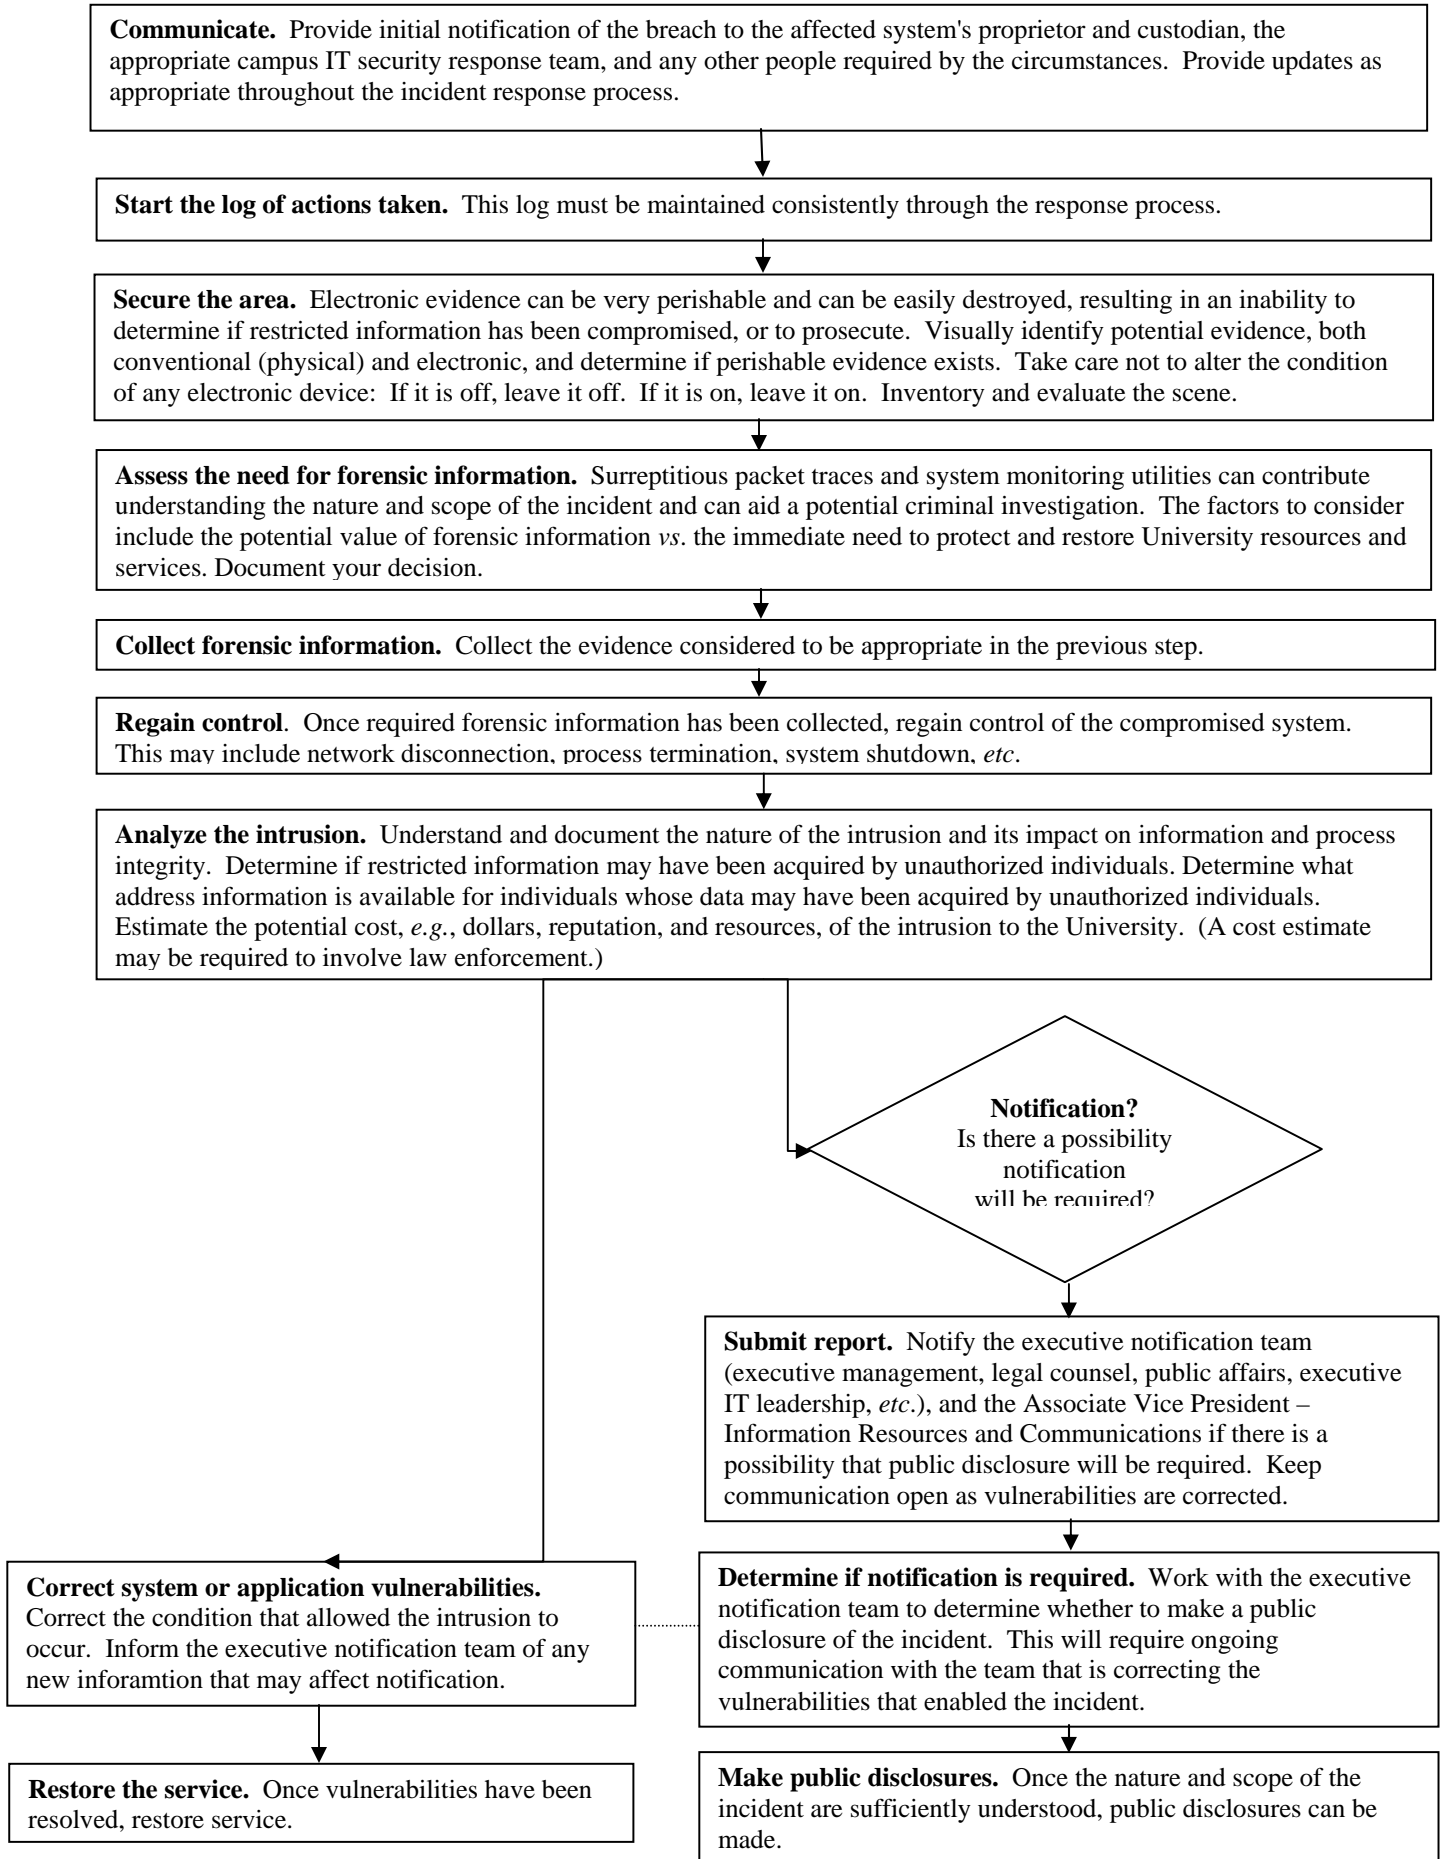 Communicate. Provide initial notification of the breach to the affected system's proprietor and custodian, the
appropriate campus IT security response team, and any other people required by the circumstances. Provide updates as
appropriate throughout the incident response process.
Start the log of actions taken. This log must be maintained consistently through the response process.
Secure the area. Electronic evidence can be very perishable and can be easily destroyed, resulting in an inability to
determine if restricted information has been compromised, or to prosecute. Visually identify potential evidence, both
conventional (physical) and electronic, and determine if perishable evidence exists. Take care not to alter the condition
of any electronic device: If it is off, leave it off. If it is on, leave it on. Inventory and evaluate the scene.
Assess the need for forensic information. Surreptitious packet traces and system monitoring utilities can contribute
understanding the nature and scope of the incident and can aid a potential criminal investigation. The factors to consider
include the potential value of forensic information vs. the immediate need to protect and restore University resources and
services. Document your decision.
Collect forensic information. Collect the evidence considered to be appropriate in the previous step.
Regain control. Once required forensic information has been collected, regain control of the compromised system.
This may include network disconnection, process termination, system shutdown, etc.
Analyze the intrusion. Understand and document the nature of the intrusion and its impact on information and process
integrity. Determine if restricted information may have been acquired by unauthorized individuals. Determine what
address information is available for individuals whose data may have been acquired by unauthorized individuals.
Estimate the potential cost, e.g., dollars, reputation, and resources, of the intrusion to the University. (A cost estimate
may be required to involve law enforcement.)
Notification?
Is there a possibility
notification
will be required?
Submit report. Notify the executive notification team
(executive management, legal counsel, public affairs, executive
IT leadership, etc.), and the Associate Vice President –
Information Resources and Communications if there is a
possibility that public disclosure will be required. Keep
communication open as vulnerabilities are corrected.
Correct system or application vulnerabilities.
Correct the condition that allowed the intrusion to
occur. Inform the executive notification team of any
new inforamtion that may affect notification.
Determine if notification is required. Work with the executive
notification team to determine whether to make a public
disclosure of the incident. This will require ongoing
communication with the team that is correcting the
vulnerabilities that enabled the incident.
Restore the service. Once vulnerabilities have been
resolved, restore service.
Make public disclosures. Once the nature and scope of the
incident are sufficiently understood, public disclosures can be
made.